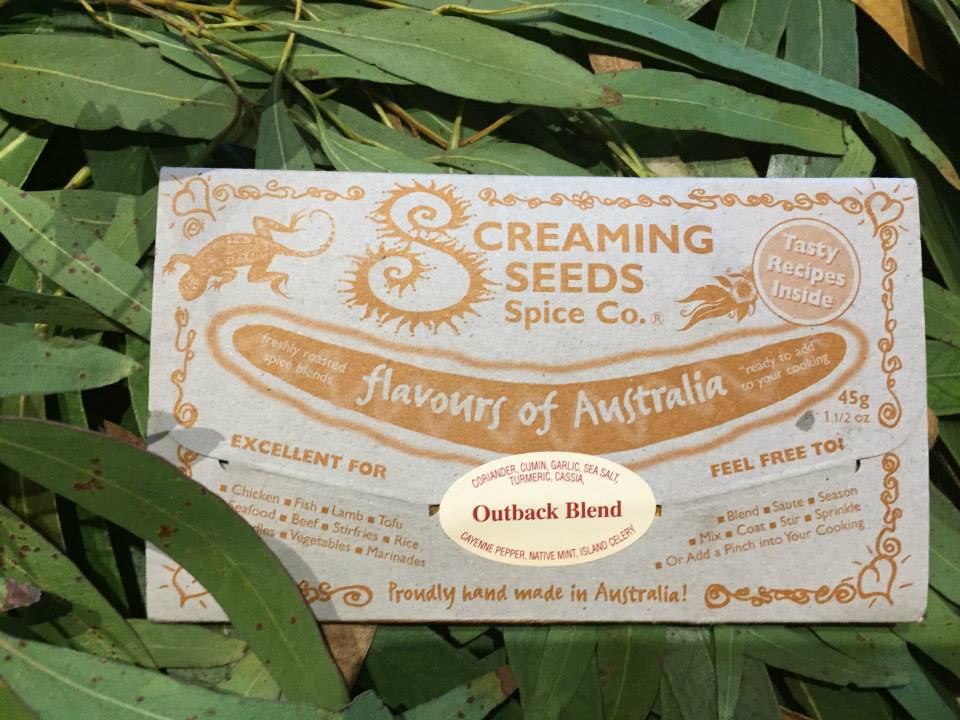 SCREAMING
SEEDS
Spice Co.®
Tasy
Recipes
Inside
freshly roasted
spice blends
flavours of Australia
"ready to add"
to your cooking
45g
1 1/2 oz
EXCELLENT FOR
▪ Chicken ▪ Fish ▪ Lamb ▪ Tofu
Seafood ▪ Beef ▪ Stirfries ▪ Rice
▪ Vegetables ▪ Marinades
CORIANDER, CUMIN, GARLIC, SEA SALT,
TURMERIC, CASSIA,
Outback Blend
CAYENNE PEPPER, NATIVE MINT, ISLAND CELERY
FEEL FREE TO!
▪ Blend ▪ Saute ▪ Season
▪ Mix ▪ Coat ▪ Stir ▪ Sprinkle
▪ Or Add a Pinch into Your Cooking
Proudly hand made in Australia!